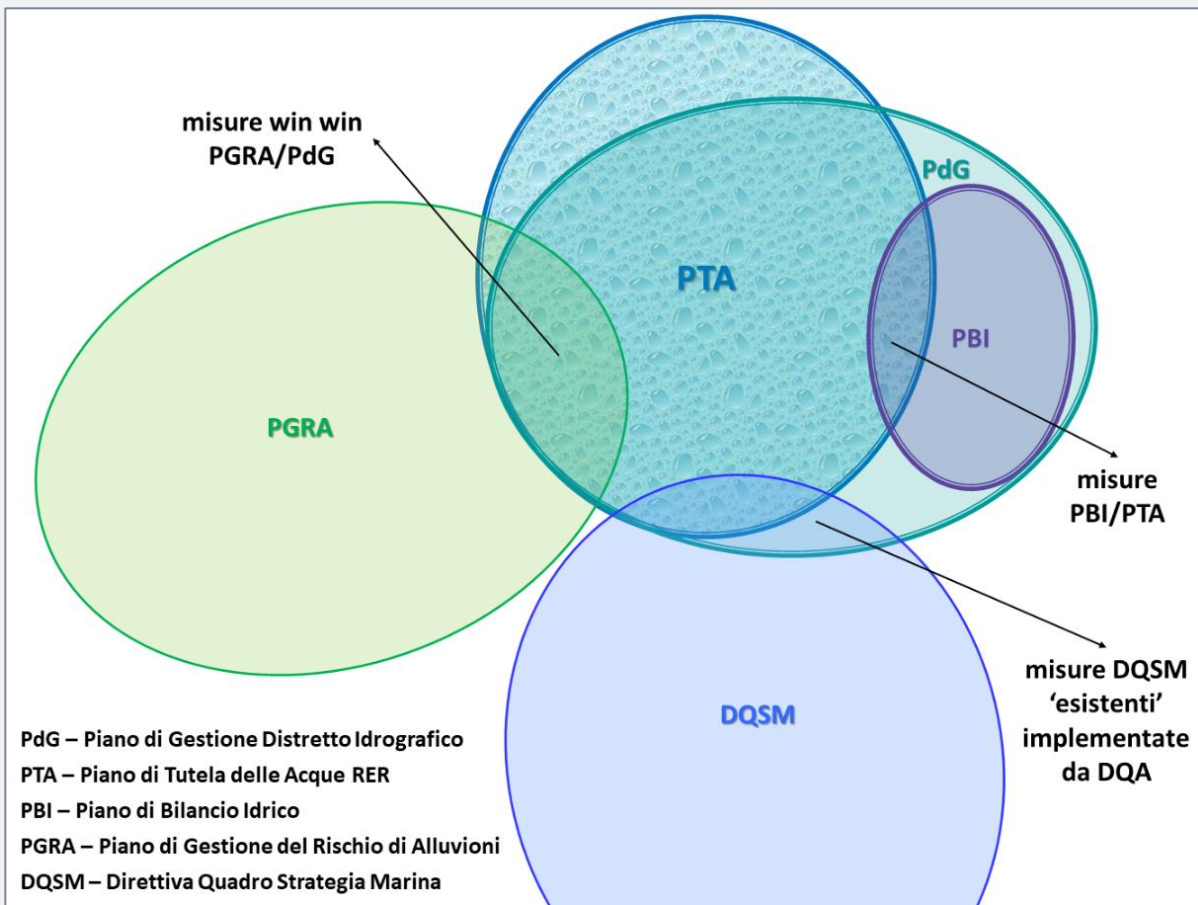 misure win win
PGRA/PdG
PdG
PTA
PBI
PGRA
misure
PBI/PTA
misure DQSM
‘esistenti’
implementate
da DQA
DQSM
PdG – Piano di Gestione Distretto Idrografico
PTA – Piano di Tutela delle Acque RER
PBI – Piano di Bilancio Idrico
PGRA – Piano di Gestione del Rischio di Alluvioni
DQSM – Direttiva Quadro Strategia Marina